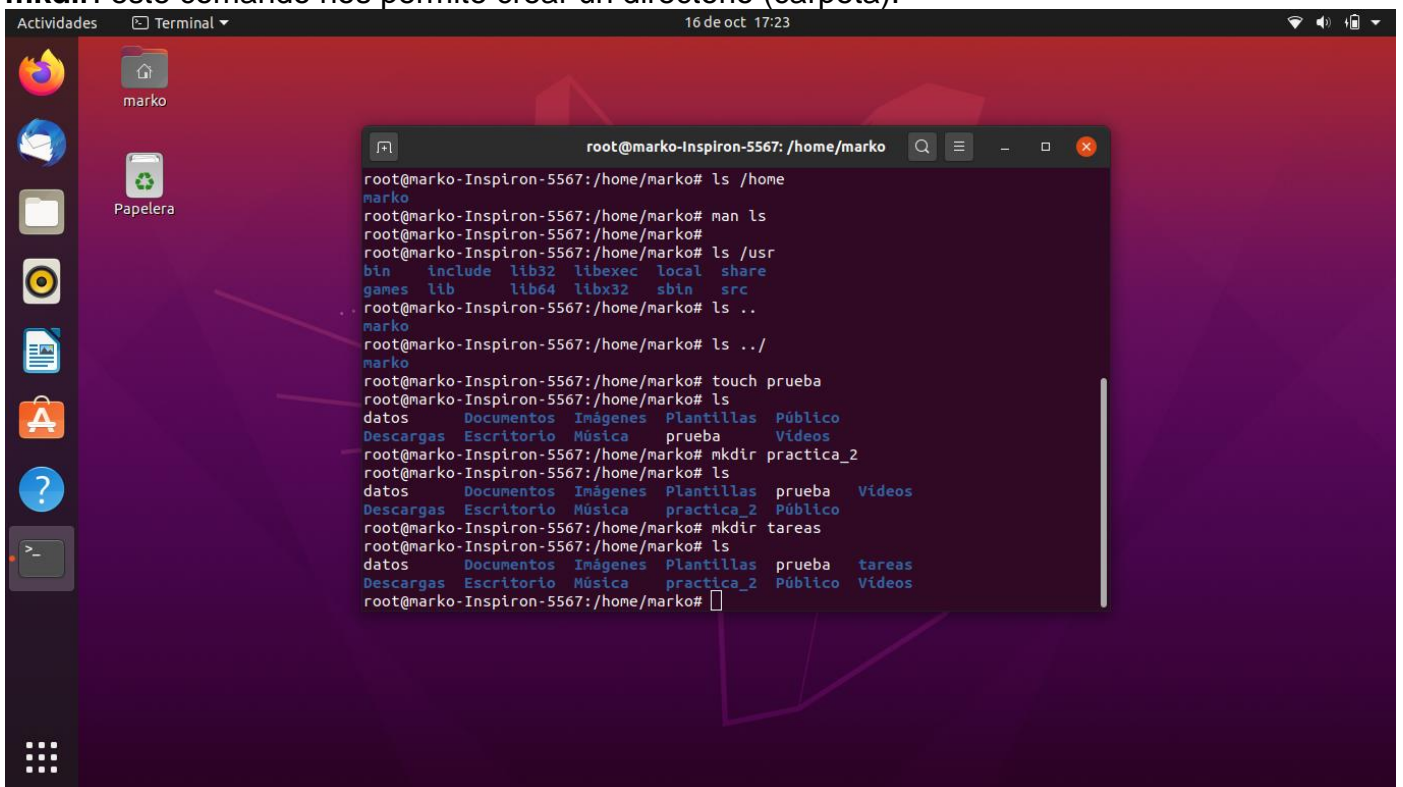 mkdir: este comando nos permite crear un directorio (carpeta).
Actividades Terminal 16 de oct 17:23
marko
Papelera
root@marko-Inspiron-5567: /home/marko
root@marko-Inspiron-5567:/home/marko# ls /home
marko
root@marko-Inspiron-5567:/home/marko# man ls
root@marko-Inspiron-5567:/home/marko#
root@marko-Inspiron-5567:/home/marko# ls /usr
bin include lib32 libexec local share
games lib lib64 libx32 sbin src
root@marko-Inspiron-5567:/home/marko# ls ..
marko
root@marko-Inspiron-5567:/home/marko# ls ../
marko
root@marko-Inspiron-5567:/home/marko# touch prueba
root@marko-Inspiron-5567:/home/marko# ls
datos Documentos Imágenes Plantillas Público
Descargas Escritorio Música prueba Vídeos
root@marko-Inspiron-5567:/home/marko# mkdir practica_2
root@marko-Inspiron-5567:/home/marko# ls
datos Documentos Imágenes Plantillas prueba Vídeos
Descargas Escritorio Música practica_2 Público
root@marko-Inspiron-5567:/home/marko# mkdir tareas
root@marko-Inspiron-5567:/home/marko# ls
datos Documentos Imágenes Plantillas prueba tareas
Descargas Escritorio Música practica_2 Público Vídeos
root@marko-Inspiron-5567:/home/marko#